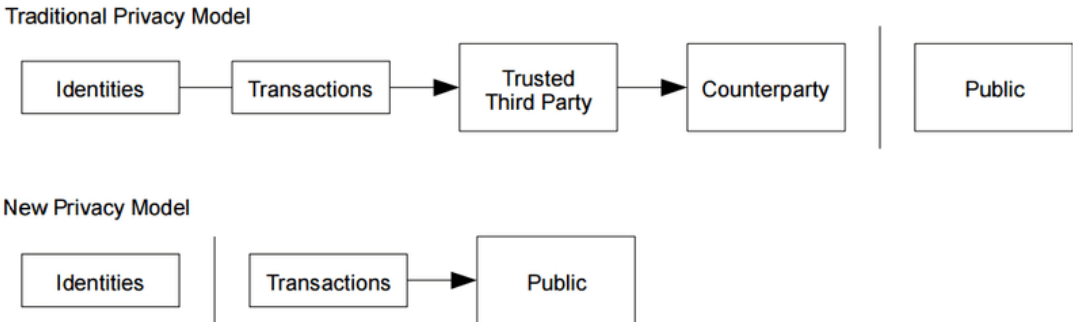 Traditional Privacy Model
Identities
Transactions
Trusted
Third Party
Counterparty
Public
New Privacy Model
Identities
Transactions
Public